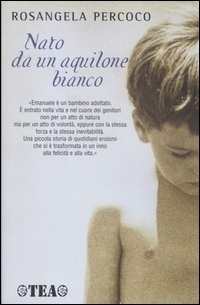 ROSANGELA PERCOCO
Nato
da un aquilone
bianco
«Emanuele è un bambino adottato.
È entrato nella vita e nel cuore dei genitori
non per un atto di natura
ma per un atto di volontà, eppure con la stessa
forza e la stessa inevitabilità.
Una piccola storia di quotidiani eroismi
che si è trasformata in un inno
alla felicità e alla vita.»
TEA